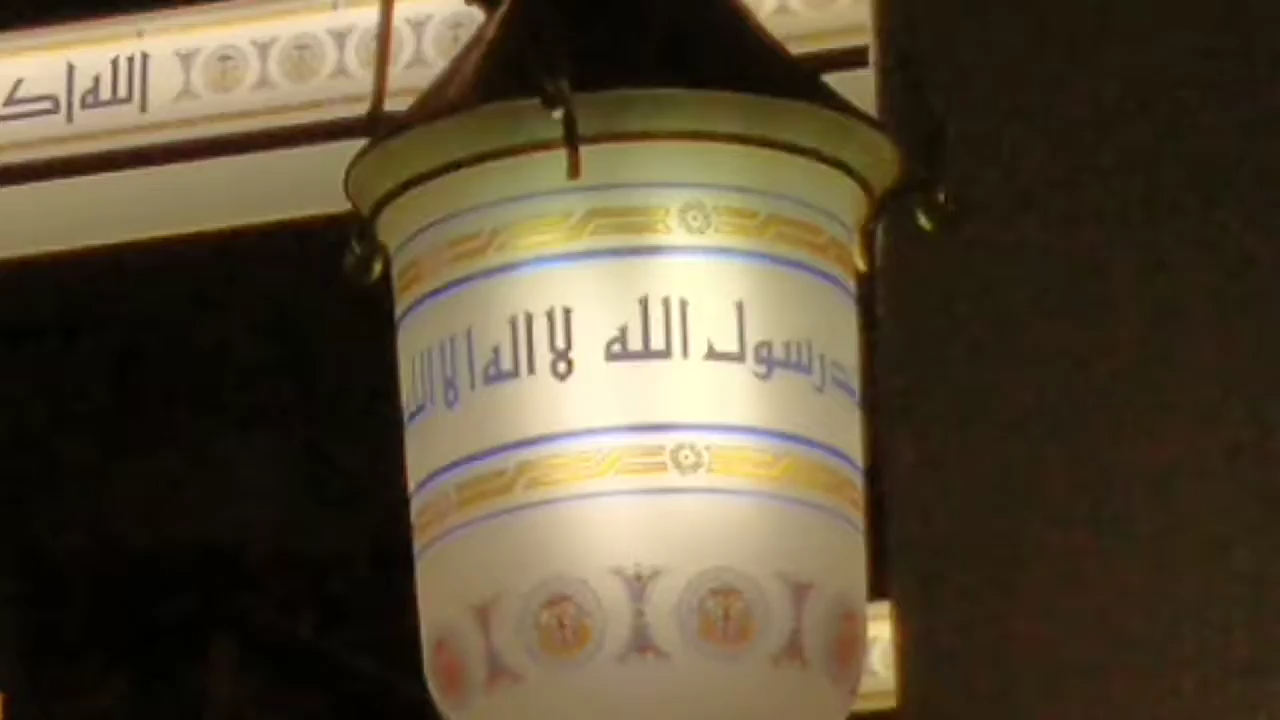 الله اك
رسول الله لا اله الا